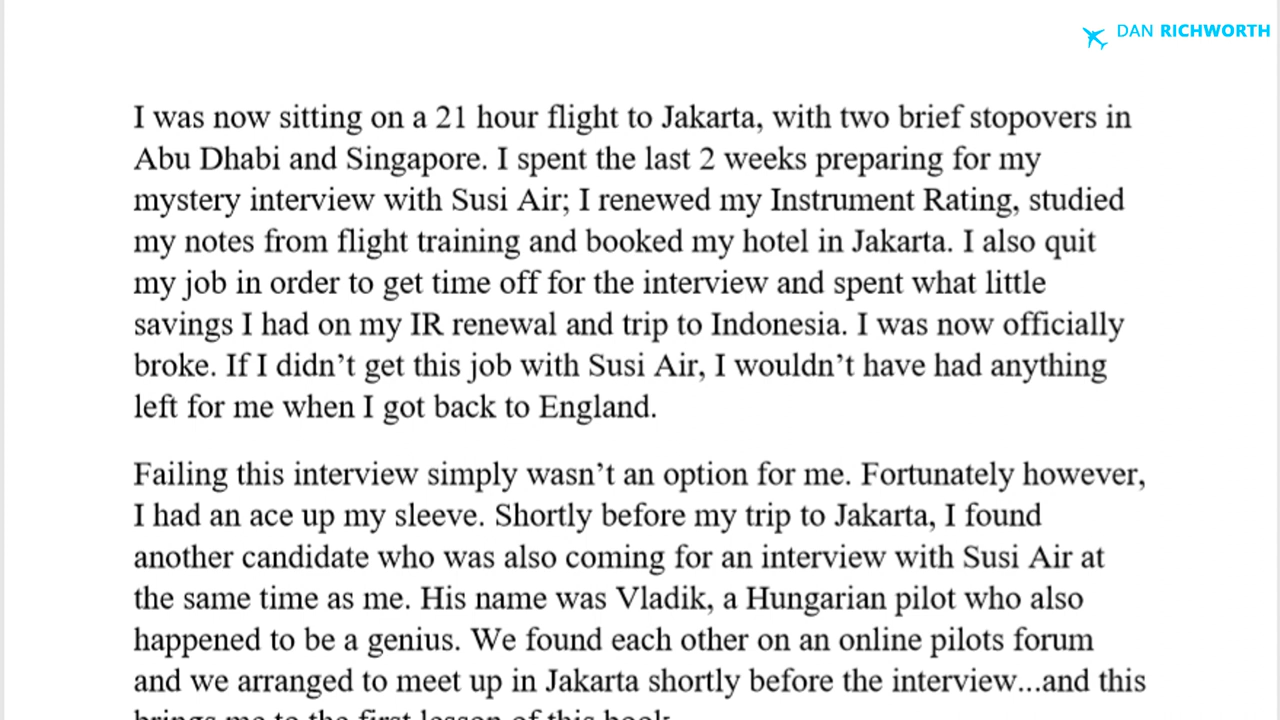 DAN RICHWORTH
I was now sitting on a 21 hour flight to Jakarta, with two brief stopovers in
Abu Dhabi and Singapore. I spent the last 2 weeks preparing for my
mystery interview with Susi Air; I renewed my Instrument Rating, studied
my notes from flight training and booked my hotel in Jakarta. I also quit
my job in order to get time off for the interview and spent what little
savings I had on my IR renewal and trip to Indonesia. I was now officially
broke. If I didn’t get this job with Susi Air, I wouldn’t have had anything
left for me when I got back to England.
Failing this interview simply wasn’t an option for me. Fortunately however,
I had an ace up my sleeve. Shortly before my trip to Jakarta, I found
another candidate who was also coming for an interview with Susi Air at
the same time as me. His name was Vladik, a Hungarian pilot who also
happened to be a genius. We found each other on an online pilots forum
and we arranged to meet up in Jakarta shortly before the interview...and this
brings me to the first lesson of this book